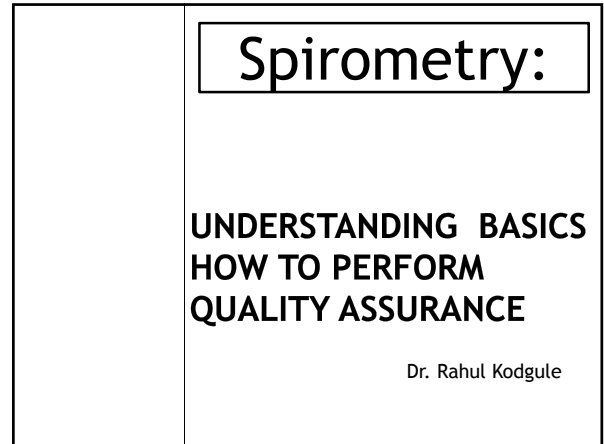 Spirometry:
UNDERSTANDING BASICS
HOW TO PERFORM
QUALITY ASSURANCE
Dr. Rahul Kodgule